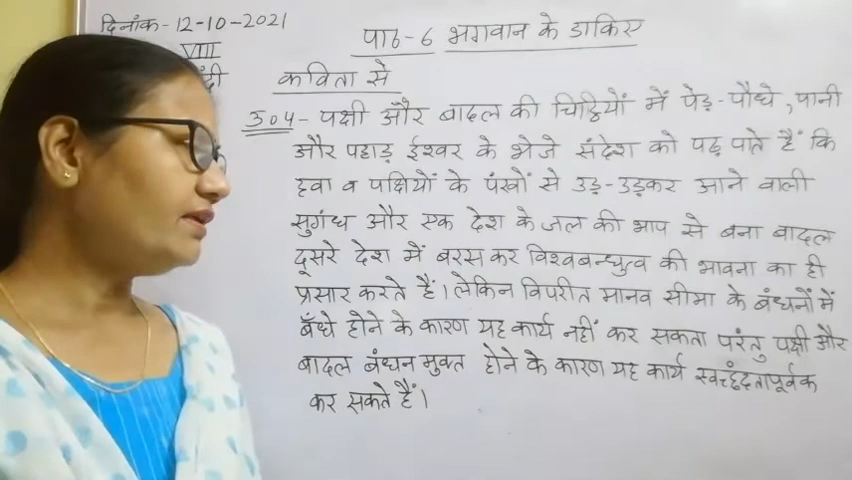 दिनांक-12-10-2021
VIII
पाठ-6 भगवान के डाकिए
कविता से
उ०4- पक्षी और बादल की चिट्ठियों में पेड़-पौधे, पानी
और पहाड़ ईश्वर के भेजे संदेश को पढ़ पाते हैं कि
हवा व पक्षियों के पंखों से उड़-उड़कर आने वाली
सुगंध और एक देश के जल की भाप से बना बादल
दूसरे देश में बरस कर विश्वबन्धुत्व की भावना का ही
प्रसार करते हैं। लेकिन विपरीत मानव सीमा के बंधनों में
बँधे होने के कारण यह कार्य नहीं कर सकता परंतु पक्षी और
बादल बंधन मुक्त होने के कारण यह कार्य स्वच्छंदतापूर्वक
कर सकते हैं।